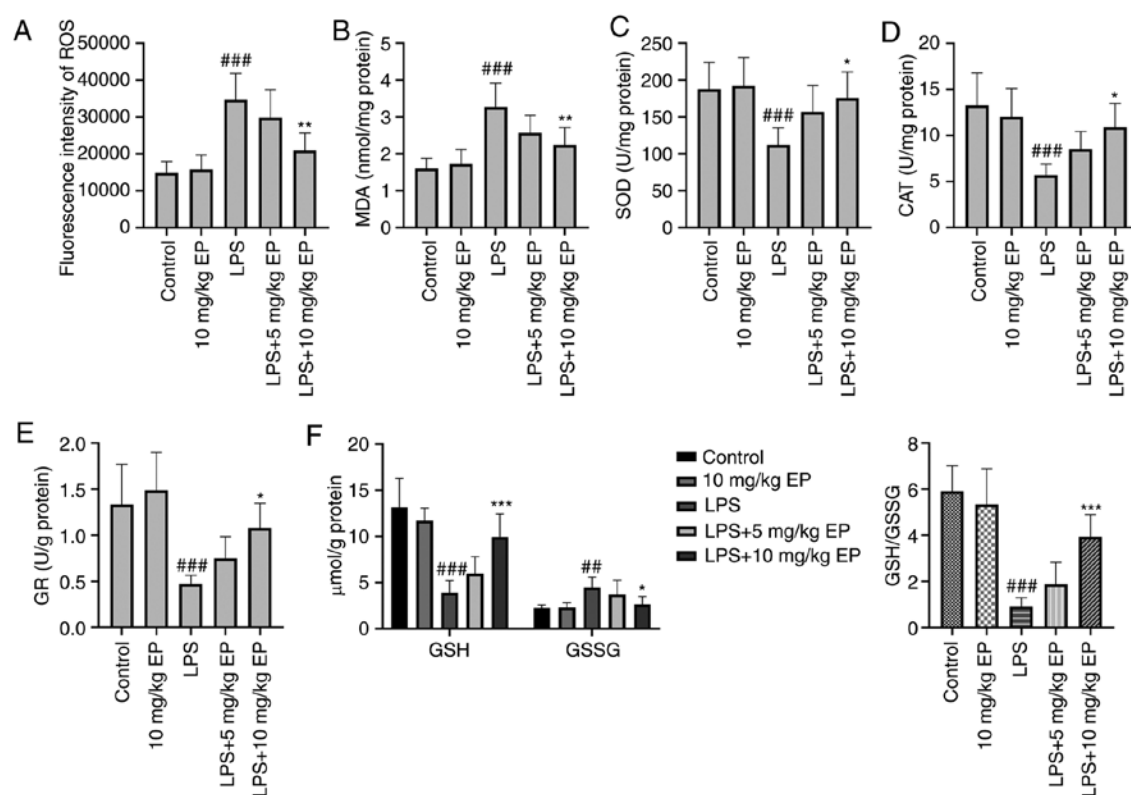 A
Fluorescence intensity of ROS
50000
40000
30000
20000
10000
0
###
**
Control
10 mg/kg EP
LPS
LPS+5 mg/kg EP
LPS+10 mg/kg EP
B
MDA (nmol/mg protein)
5
4
3
2
1
0
###
**
Control
10 mg/kg EP
LPS
LPS+5 mg/kg EP
LPS+10 mg/kg EP
C
SOD (U/mg protein)
250
200
150
100
50
0
###
*
Control
10 mg/kg EP
LPS
LPS+5 mg/kg EP
LPS+10 mg/kg EP
D
CAT (U/mg protein)
20
15
10
5
0
###
*
Control
10 mg/kg EP
LPS
LPS+5 mg/kg EP
LPS+10 mg/kg EP
E
GR (U/g protein)
2.0
1.5
1.0
0.5
0.0
###
*
Control
10 mg/kg EP
LPS
LPS+5 mg/kg EP
LPS+10 mg/kg EP
F
μmol/g protein
20
15
10
5
0
###
***
##
*
GSH
GSSG
Control
10 mg/kg EP
LPS
LPS+5 mg/kg EP
LPS+10 mg/kg EP
GSH/GSSG
8
6
4
2
0
###
***
Control
10 mg/kg EP
LPS
LPS+5 mg/kg EP
LPS+10 mg/kg EP